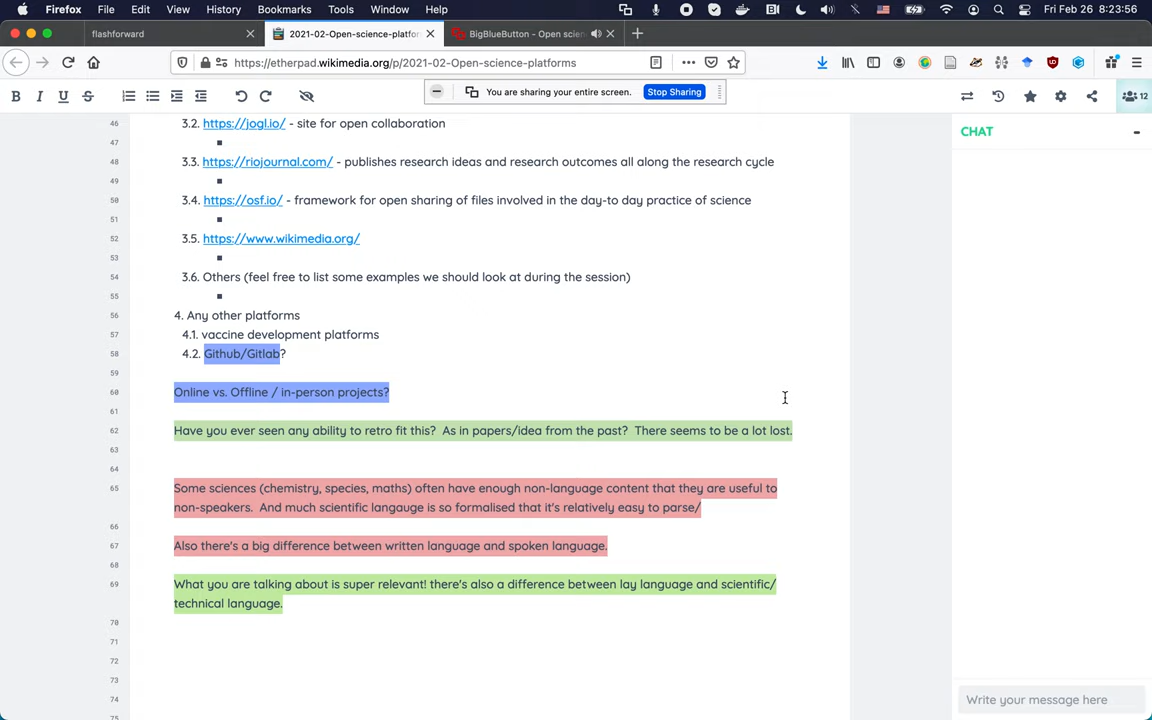 Firefox File Edit View History Bookmarks Tools Window Help Fri Feb 26 8:23:56
flashforward 2021-02-Open-science-platfor BigBlueButton - Open scien
https://etherpad.wikimedia.org/p/2021-02-Open-science-platforms
You are sharing your entire screen. Stop Sharing
12
CHAT
46 3.2. https://jogl.io/ - site for open collaboration
47
48 3.3. https://riojournal.com/ - publishes research ideas and research outcomes all along the research cycle
49
50 3.4. https://osf.io/ - framework for open sharing of files involved in the day-to day practice of science
51
52 3.5. https://www.wikimedia.org/
53
54 3.6. Others (feel free to list some examples we should look at during the session)
55
56 4. Any other platforms
57 4.1. vaccine development platforms
58 4.2. Github/Gitlab?
59
60 Online vs. Offline / in-person projects?
61
62 Have you ever seen any ability to retro fit this? As in papers/idea from the past? There seems to be a lot lost.
63
64
65 Some sciences (chemistry, species, maths) often have enough non-language content that they are useful to
non-speakers. And much scientific langauge is so formalised that it's relatively easy to parse/
66
67 Also there's a big difference between written language and spoken language.
68
69 What you are talking about is super relevant! there's also a difference between lay language and scientific/
technical language.
70
71
72
73
74
75
Write your message here